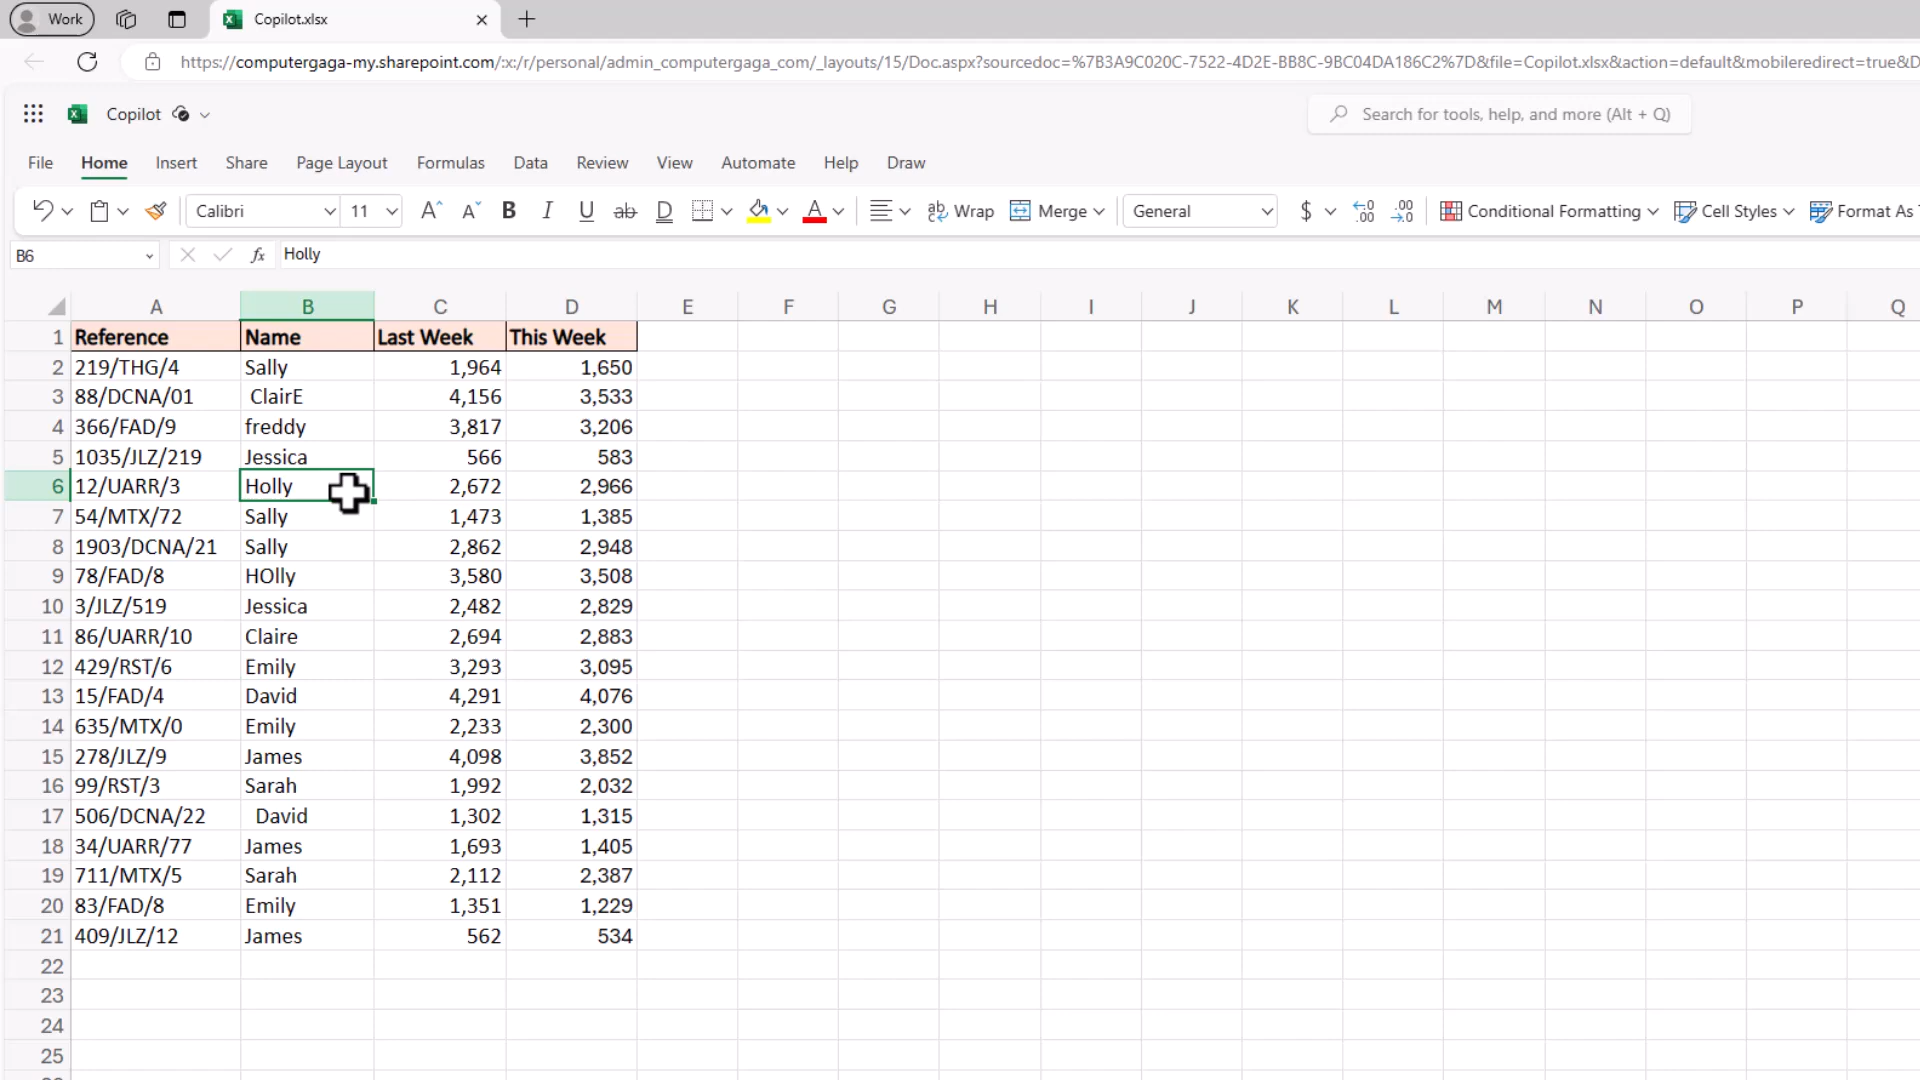 Work
Copilot.xlsx
https://computergaga-my.sharepoint.com/:x:/r/personal/admin_computergaga_com/_layouts/15/Doc.aspx?sourcedoc=%7B3A9C020C-7522-4D2E-BB8C-9BC04DA186C2%7D&file=Copilot.xlsx&action=default&mobileredirect=true&D
Copilot
Search for tools, help, and more (Alt + Q)
File Home Insert Share Page Layout Formulas Data Review View Automate Help Draw
Calibri 11 A A B I U ab D A ab Wrap Merge General $ .00 .00 Conditional Formatting Cell Styles Format As
B6 fx Holly
A B C D E F G H I J K L M N O P Q
1 Reference Name Last Week This Week
2 219/THG/4 Sally 1,964 1,650
3 88/DCNA/01 ClairE 4,156 3,533
4 366/FAD/9 freddy 3,817 3,206
5 1035/JLZ/219 Jessica 566 583
6 12/UARR/3 Holly 2,672 2,966
7 54/MTX/72 Sally 1,473 1,385
8 1903/DCNA/21 Sally 2,862 2,948
9 78/FAD/8 HOlly 3,580 3,508
10 3/JLZ/519 Jessica 2,482 2,829
11 86/UARR/10 Claire 2,694 2,883
12 429/RST/6 Emily 3,293 3,095
13 15/FAD/4 David 4,291 4,076
14 635/MTX/0 Emily 2,233 2,300
15 278/JLZ/9 James 4,098 3,852
16 99/RST/3 Sarah 1,992 2,032
17 506/DCNA/22 David 1,302 1,315
18 34/UARR/77 James 1,693 1,405
19 711/MTX/5 Sarah 2,112 2,387
20 83/FAD/8 Emily 1,351 1,229
21 409/JLZ/12 James 562 534
22
23
24
25